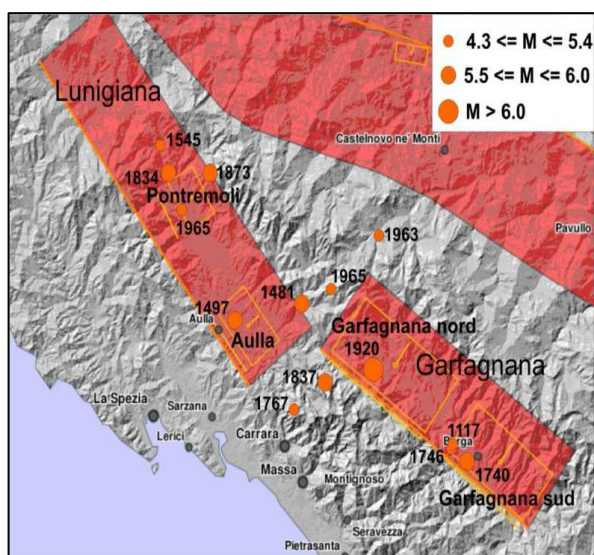 4.3 <= M <= 5.4
5.5 <= M <= 6.0
M > 6.0
Lunigiana
Castelnovo ne' Monti
1545
1834
1873
Pontremoli
1965
1963
Pavullo
1965
1481
1497
Aulla
Aulla
Garfagnana nord
1920
Garfagnana
1837
1767
La Spezia
Sarzana
Lerici
Carrara
1117
Barga
1746
1740
Massa
Montignoso
Garfagnana sud
Seravezza
Pietrasanta